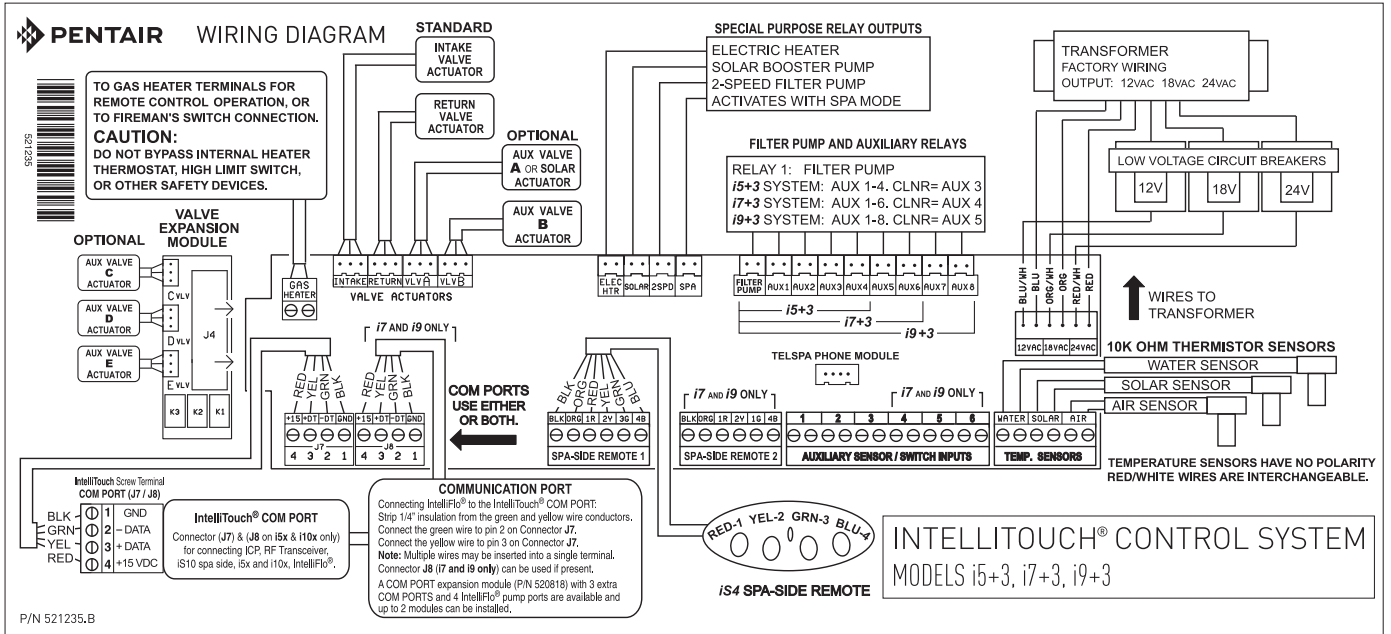 PENTAIR WIRING DIAGRAM
521235
TO GAS HEATER TERMINALS FOR
REMOTE CONTROL OPERATION, OR
TO FIREMAN'S SWITCH CONNECTION.
CAUTION:
DO NOT BYPASS INTERNAL HEATER
THERMOSTAT, HIGH LIMIT SWITCH,
OR OTHER SAFETY DEVICES.
STANDARD
INTAKE
VALVE
ACTUATOR
RETURN
VALVE
ACTUATOR
OPTIONAL
AUX VALVE
A OR SOLAR
ACTUATOR
AUX VALVE
B
ACTUATOR
SPECIAL PURPOSE RELAY OUTPUTS
ELECTRIC HEATER
SOLAR BOOSTER PUMP
2-SPEED FILTER PUMP
ACTIVATES WITH SPA MODE
FILTER PUMP AND AUXILIARY RELAYS
RELAY 1: FILTER PUMP
i5+3 SYSTEM: AUX 1-4. CLNR= AUX 3
i7+3 SYSTEM: AUX 1-6. CLNR= AUX 4
i9+3 SYSTEM: AUX 1-8. CLNR= AUX 5
TRANSFORMER
FACTORY WIRING
OUTPUT: 12VAC 18VAC 24VAC
LOW VOLTAGE CIRCUIT BREAKERS
12V 18V 24V
VALVE
EXPANSION
MODULE
OPTIONAL
AUX VALVE
C
ACTUATOR
C VLV
AUX VALVE
D
ACTUATOR
D VLV
AUX VALVE
E
ACTUATOR
E VLV
J4
K3 K2 K1
GAS
HEATER
INTAKE RETURN VLVA VLVB
VALVE ACTUATORS
ELEC
HTR SOLAR 2SPD SPA
FILTER
PUMP AUX1 AUX2 AUX3 AUX4 AUX5 AUX6 AUX7 AUX8
i5+3
i7+3
i9+3
BLU/WH BLU ORG/WH ORG RED/WH RED
WIRES TO
TRANSFORMER
12VAC 18VAC 24VAC
TELSPA PHONE MODULE
10K OHM THERMISTOR SENSORS
WATER SENSOR
SOLAR SENSOR
AIR SENSOR
TEMPERATURE SENSORS HAVE NO POLARITY
RED/WHITE WIRES ARE INTERCHANGEABLE.
i7 AND i9 ONLY
RED YEL GRN BLK
RED YEL GRN BLK
+15 +DT -DT GND
+15 +DT -DT GND
J7
4 3 2 1
J8
4 3 2 1
COM PORTS
USE EITHER
OR BOTH.
BLK ORG RED YEL GRN BLU
BLK ORG 1R 2Y 3G 4B
SPA-SIDE REMOTE 1
i7 AND i9 ONLY
BLK ORG 1R 2Y 1G 4B
SPA-SIDE REMOTE 2
i7 AND i9 ONLY
1 2 3 4 5 6
AUXILIARY SENSOR / SWITCH INPUTS
WATER SOLAR AIR
TEMP. SENSORS
IntelliTouch Screw Terminal
COM PORT (J7 / J8)
BLK 1 GND
GRN 2 – DATA
YEL 3 + DATA
RED 4 +15 VDC
IntelliTouch® COM PORT
Connector (J7) & (J8 on i5x & i10x only)
for connecting ICP, RF Transceiver,
iS10 spa side, i5x and i10x, IntelliFlo®.
COMMUNICATION PORT
Connecting IntelliFlo® to the IntelliTouch® COM PORT:
Strip 1/4" insulation from the green and yellow wire conductors.
Connect the green wire to pin 2 on Connector J7.
Connect the yellow wire to pin 3 on Connector J7.
Note: Multiple wires may be inserted into a single terminal.
Connector J8 (i7 and i9 only) can be used if present.
A COM PORT expansion module (P/N 520818) with 3 extra
COM PORTS and 4 IntelliFlo® pump ports are available and
up to 2 modules can be installed.
RED-1 YEL-2 GRN-3 BLU-4
iS4 SPA-SIDE REMOTE
INTELLITOUCH® CONTROL SYSTEM
MODELS i5+3, i7+3, i9+3
P/N 521235.B